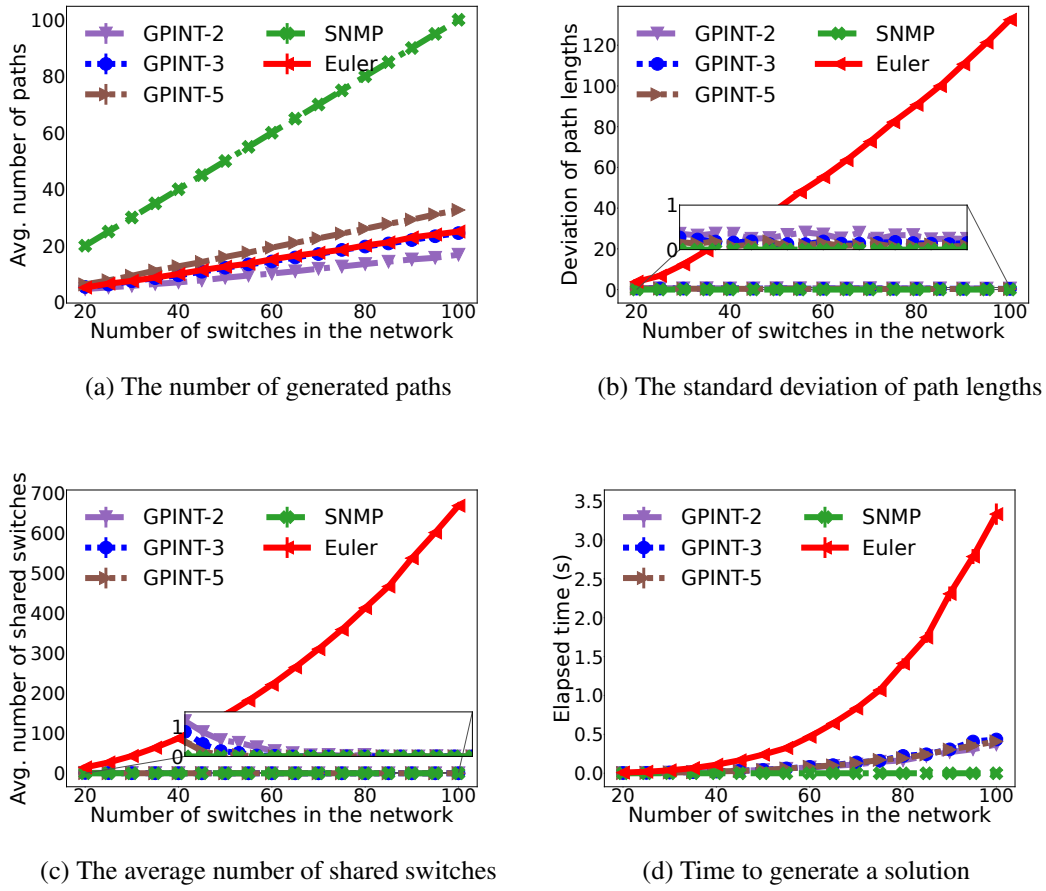 100
80
60
40
20
0
Avg. number of paths
GPINT-2
GPINT-3
GPINT-5
SNMP
Euler
20 40 60 80 100
Number of switches in the network
(a) The number of generated paths
120
100
80
60
40
20
0
Deviation of path lengths
GPINT-2
GPINT-3
GPINT-5
SNMP
Euler
1
0
20 40 60 80 100
Number of switches in the network
(b) The standard deviation of path lengths
700
600
500
400
300
200
100
0
Avg. number of shared switches
GPINT-2
GPINT-3
GPINT-5
SNMP
Euler
1
0
20 40 60 80 100
Number of switches in the network
(c) The average number of shared switches
3.5
3.0
2.5
2.0
1.5
1.0
0.5
0.0
Elapsed time (s)
GPINT-2
GPINT-3
GPINT-5
SNMP
Euler
20 40 60 80 100
Number of switches in the network
(d) Time to generate a solution